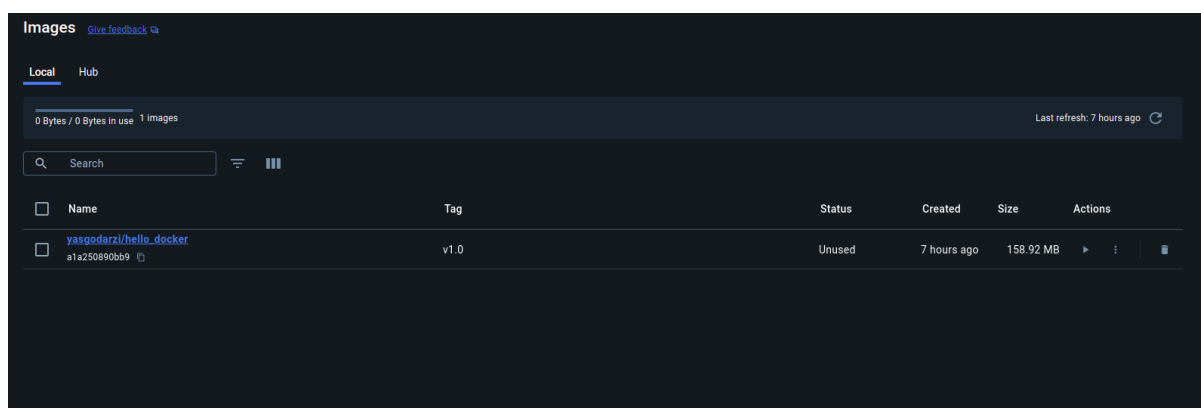 Images Give feedback
Local Hub
0 Bytes / 0 Bytes in use 1 images Last refresh: 7 hours ago
Search
Name Tag Status Created Size Actions
yasgodarzi/hello_docker
v1.0 Unused 7 hours ago 158.92 MB
a1a250890bb9